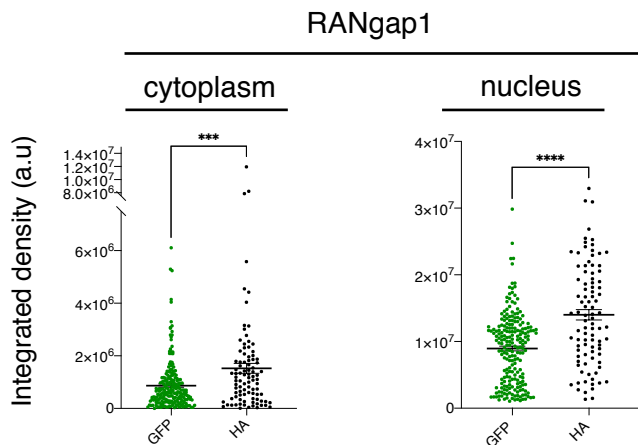 RANgap1
cytoplasm
nucleus
Integrated density (a.u)
***
1.4×10⁷
1.2×10⁷
1.0×10⁷
8.0×10⁶
6×10⁶
4×10⁶
2×10⁶
0
GFP
HA
****
4×10⁷
3×10⁷
2×10⁷
1×10⁷
0
GFP
HA